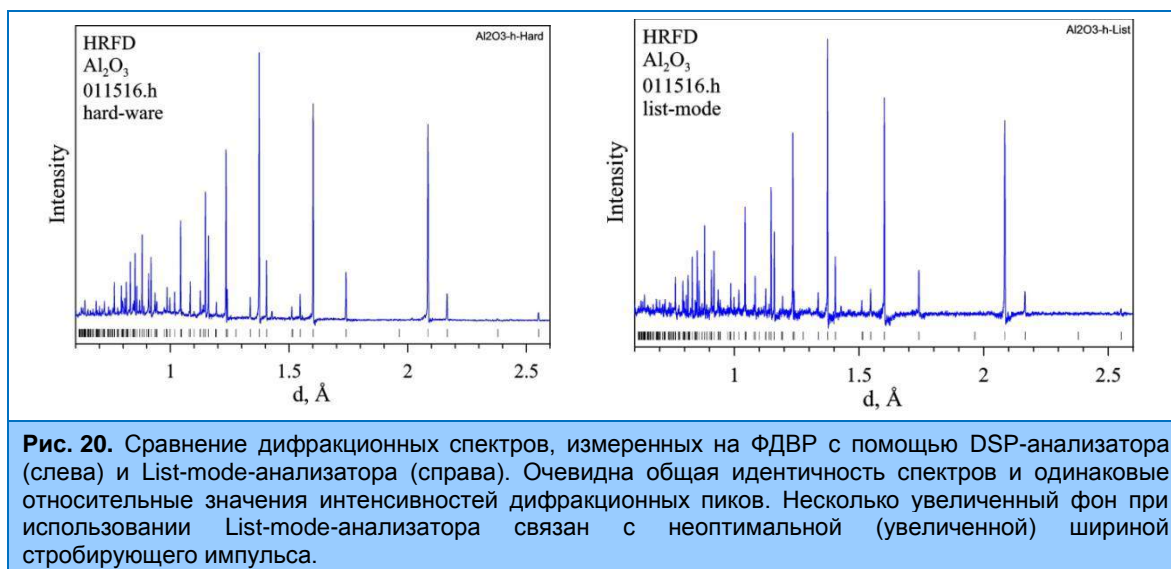 Al2O3-h-Hard
HRFD
Al₂O₃
011516.h
hard-ware
Intensity
1
1.5
2
2.5
d, Å
Al2O3-h-List
HRFD
Al₂O₃
011516.h
list-mode
Intensity
1
1.5
2
2.5
d, Å
Рис. 20. Сравнение дифракционных спектров, измеренных на ФДВР с помощью DSP-анализатора
(слева) и List-mode-анализатора (справа). Очевидна общая идентичность спектров и одинаковые
относительные значения интенсивностей дифракционных пиков. Несколько увеличенный фон при
использовании List-mode-анализатора связан с неоптимальной (увеличенной) шириной
стробирующего импульса.